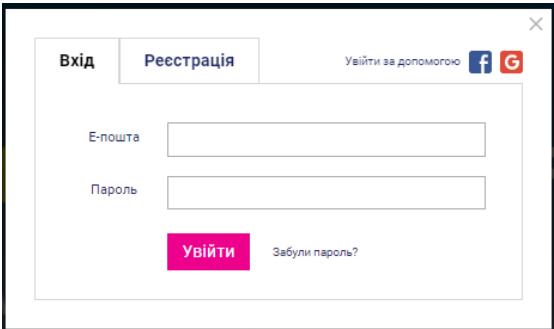 Вхід
Реєстрація
Увійти за допомогою
Е-пошта
Пароль
Увійти
Забули пароль?